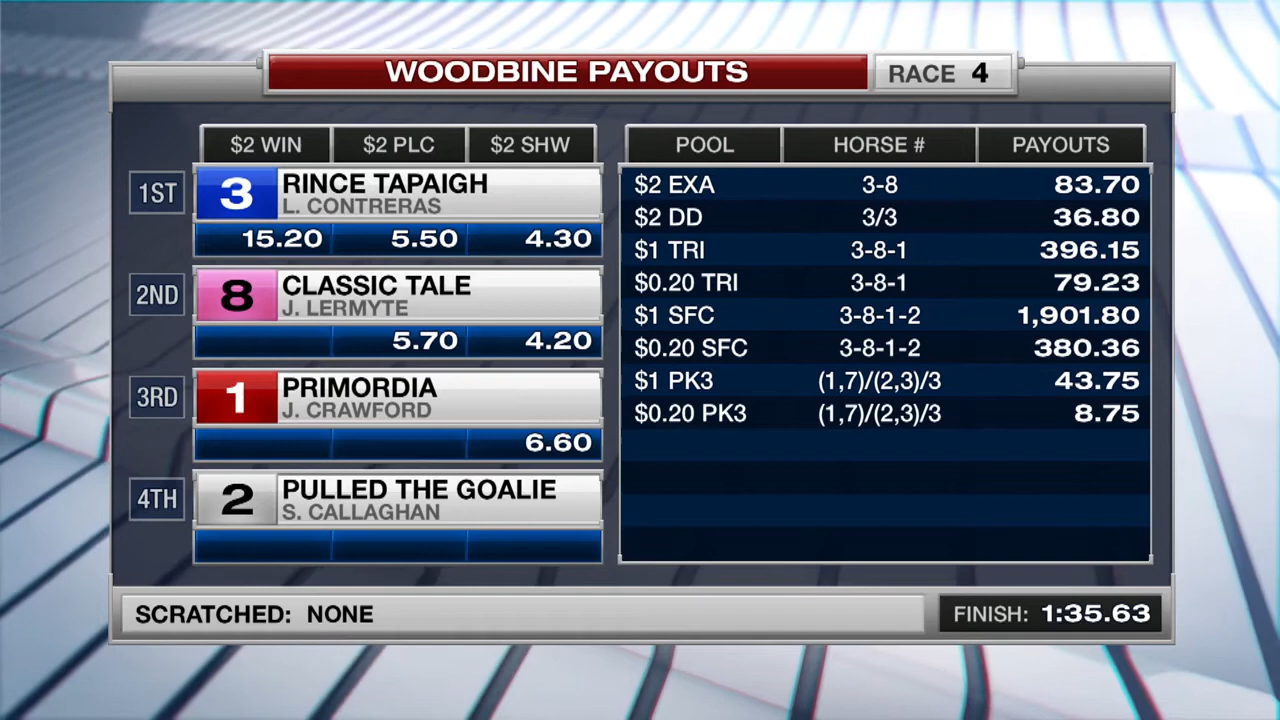 WOODBINE PAYOUTS RACE 4
$2 WIN $2 PLC $2 SHW
1ST 3 RINCE TAPAIGH
L. CONTRERAS
15.20 5.50 4.30
2ND 8 CLASSIC TALE
J. LERMYTE
5.70 4.20
3RD 1 PRIMORDIA
J. CRAWFORD
6.60
4TH 2 PULLED THE GOALIE
S. CALLAGHAN
POOL HORSE # PAYOUTS
$2 EXA 3-8 83.70
$2 DD 3/3 36.80
$1 TRI 3-8-1 396.15
$0.20 TRI 3-8-1 79.23
$1 SFC 3-8-1-2 1,901.80
$0.20 SFC 3-8-1-2 380.36
$1 PK3 (1,7)/(2,3)/3 43.75
$0.20 PK3 (1,7)/(2,3)/3 8.75
SCRATCHED: NONE
FINISH: 1:35.63